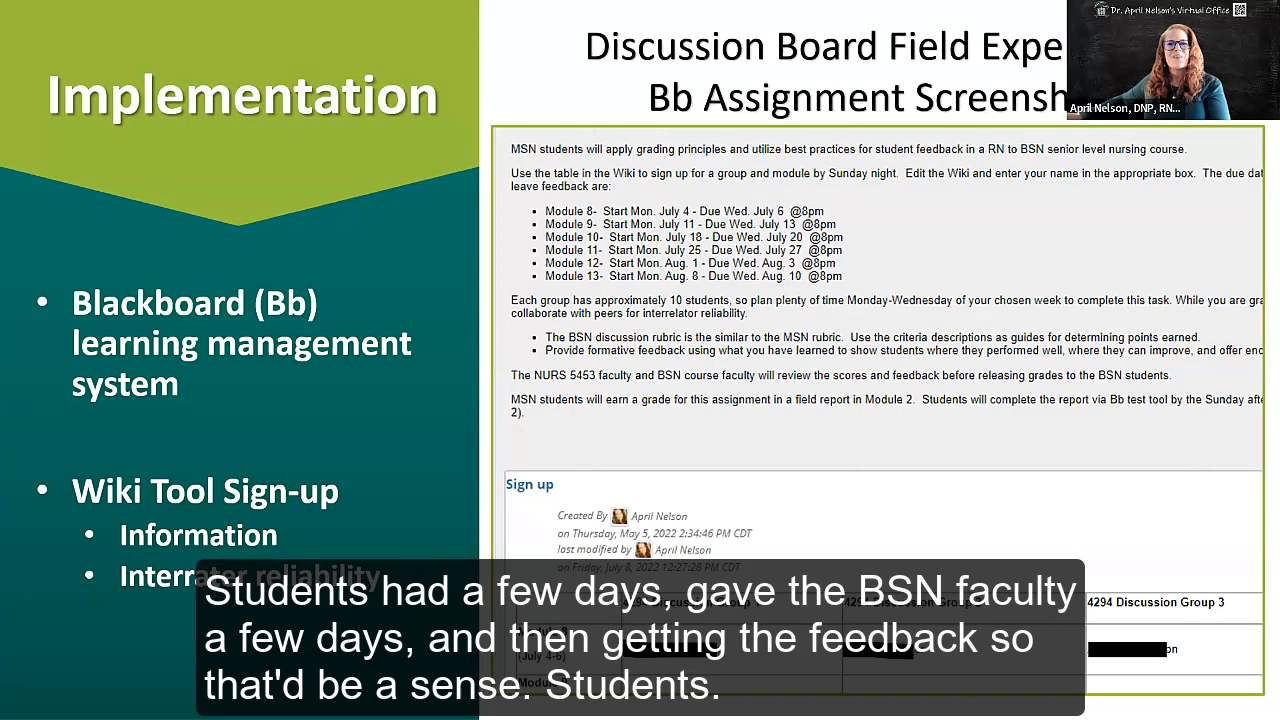 Implementation
• Blackboard (Bb)
learning management
system
• Wiki Tool Sign-up
• Information
• Interrater reliability
Discussion Board Field Expe
Bb Assignment Screensh
Dr. April Nelson's Virtual Office
April Nelson, DNP, RN...
MSN students will apply grading principles and utilize best practices for student feedback in a RN to BSN senior level nursing course.
Use the table in the Wiki to sign up for a group and module by Sunday night. Edit the Wiki and enter your name in the appropriate box. The due dat
leave feedback are:
• Module 8- Start Mon. July 4 - Due Wed. July 6 @8pm
• Module 9- Start Mon. July 11 - Due Wed. July 13 @8pm
• Module 10- Start Mon. July 18 - Due Wed. July 20 @8pm
• Module 11- Start Mon. July 25 - Due Wed. July 27 @8pm
• Module 12- Start Mon. Aug. 1 - Due Wed. Aug. 3 @8pm
• Module 13- Start Mon. Aug. 8 - Due Wed. Aug. 10 @8pm
Each group has approximately 10 students, so plan plenty of time Monday-Wednesday of your chosen week to complete this task. While you are gra
collaborate with peers for interrelator reliability.
• The BSN discussion rubric is the similar to the MSN rubric. Use the criteria descriptions as guides for determining points earned.
• Provide formative feedback using what you have learned to show students where they performed well, where they can improve, and offer enc
The NURS 5453 faculty and BSN course faculty will review the scores and feedback before releasing grades to the BSN students.
MSN students will earn a grade for this assignment in a field report in Module 2. Students will complete the report via Bb test tool by the Sunday afte
2).
Sign up
Created By April Nelson
on Thursday, May 5, 2022 2:34:46 PM CDT
last modified by April Nelson
on Friday, July 8, 2022 12:27:28 PM CDT
4294 Discussion Group 3
(July 4-6)
on
Students had a few days, gave the BSN faculty
a few days, and then getting the feedback so
that'd be a sense. Students.